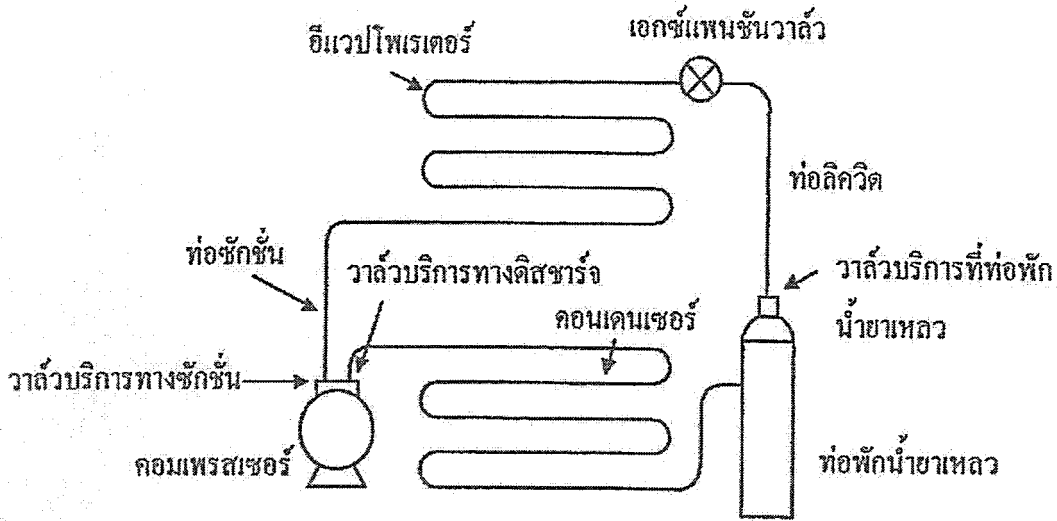 เอกซ์แพนชันวาล์ว
อีแวปโพเรเตอร์
ท่อลิควิด
ท่อซักชั่น
วาล์วบริการทางดิสชาร์จ
วาล์วบริการที่ท่อพัก
น้ำยาเหลว
คอนเดนเซอร์
วาล์วบริการทางซักชั่น
คอมเพรสเซอร์
ท่อพักน้ำยาเหลว